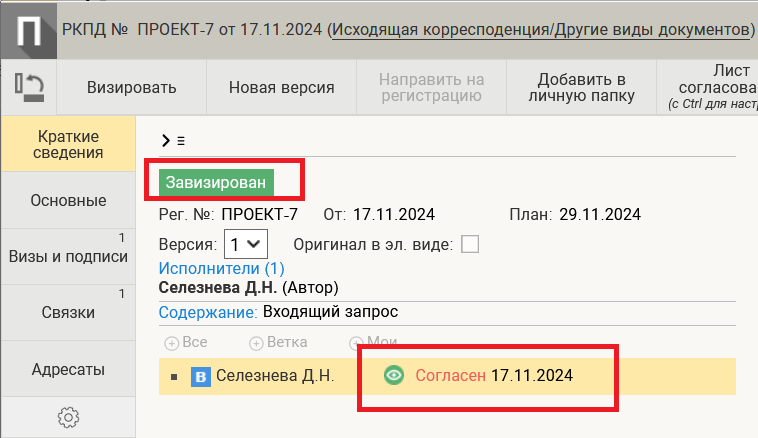 П РКПД № ПРОЕКТ-7 от 17.11.2024 (Исходящая корресподенция/Другие виды документов)
Визировать Новая версия Направить на регистрацию Добавить в личную папку Лист согласова (с Ctrl для наст
Краткие
сведения
Завизирован
Основные
Рег. №: ПРОЕКТ-7 От: 17.11.2024 План: 29.11.2024
1
Визы и подписи
Версия: 1 Оригинал в эл. виде:
Исполнители (1)
Селезнева Д.Н. (Автор)
1
Связки
Содержание: Входящий запрос
Все Ветка Мои
Адресаты
В Селезнева Д.Н. Согласен 17.11.2024